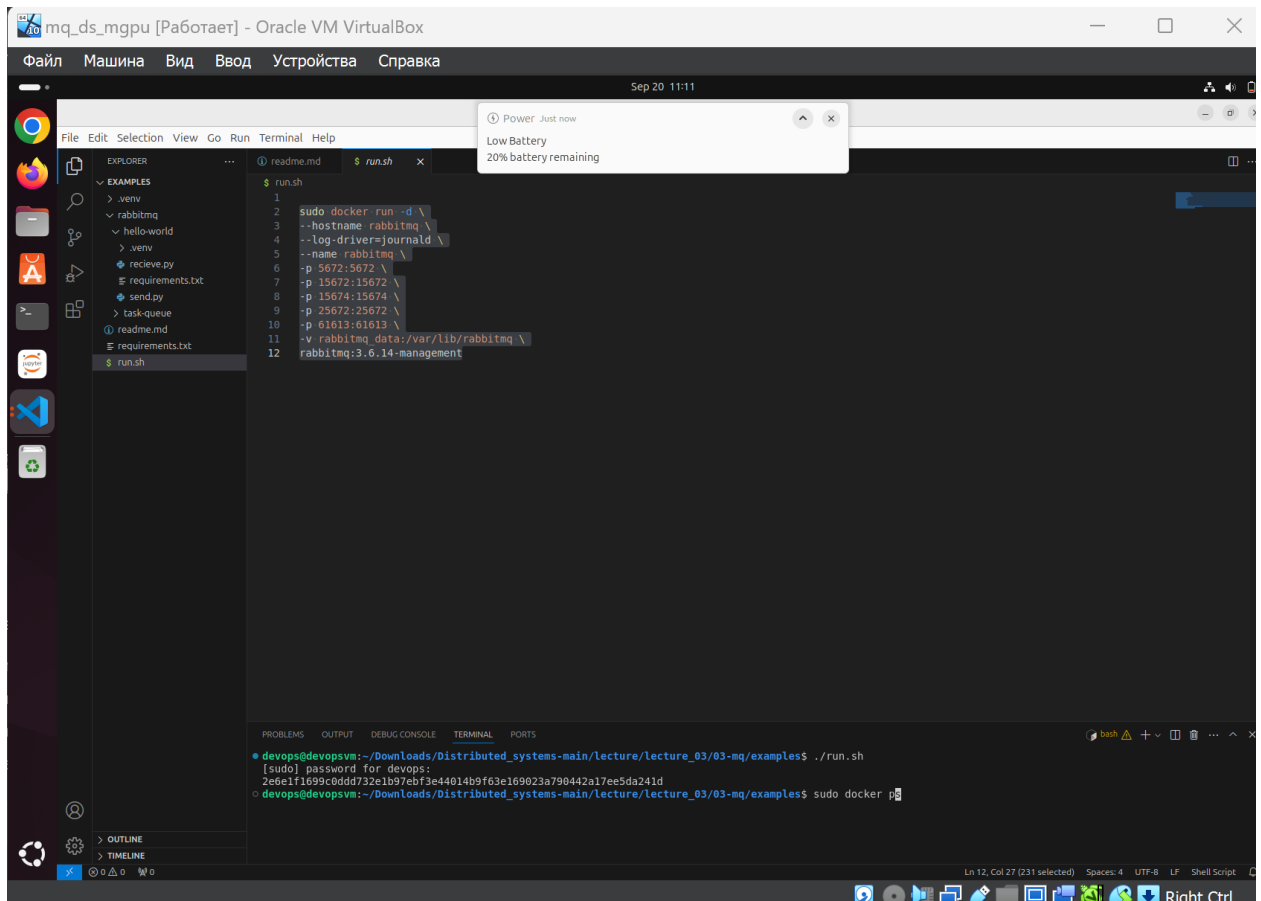 mq_ds_mgpu [Работает] - Oracle VM VirtualBox
Файл Машина Вид Ввод Устройства Справка
Sep 20 11:11
Power Just now
Low Battery
20% battery remaining
File Edit Selection View Go Run Terminal Help
EXPLORER
EXAMPLES
> .venv
rabbitmq
hello-world
> .venv
recieve.py
requirements.txt
send.py
> task-queue
readme.md
requirements.txt
$ run.sh
readme.md $ run.sh
$ run.sh
1
2 sudo docker run -d \
3 --hostname rabbitmq \
4 --log-driver=journald \
5 --name rabbitmq \
6 -p 5672:5672 \
7 -p 15672:15672 \
8 -p 15674:15674 \
9 -p 25672:25672 \
10 -p 61613:61613 \
11 -v rabbitmq_data:/var/lib/rabbitmq \
12 rabbitmq:3.6.14-management
PROBLEMS OUTPUT DEBUG CONSOLE TERMINAL PORTS
bash
devops@devopsvm:~/Downloads/Distributed_systems-main/lecture/lecture_03/03-mq/examples$ ./run.sh
[sudo] password for devops:
2e6e1f1699c0ddd732e1b97ebf3e44014b9f63e169023a790442a17ee5da241d
devops@devopsvm:~/Downloads/Distributed_systems-main/lecture/lecture_03/03-mq/examples$ sudo docker ps
> OUTLINE
> TIMELINE
0 0 0
Ln 12, Col 27 (231 selected) Spaces: 4 UTF-8 LF Shell Script
Right Ctrl